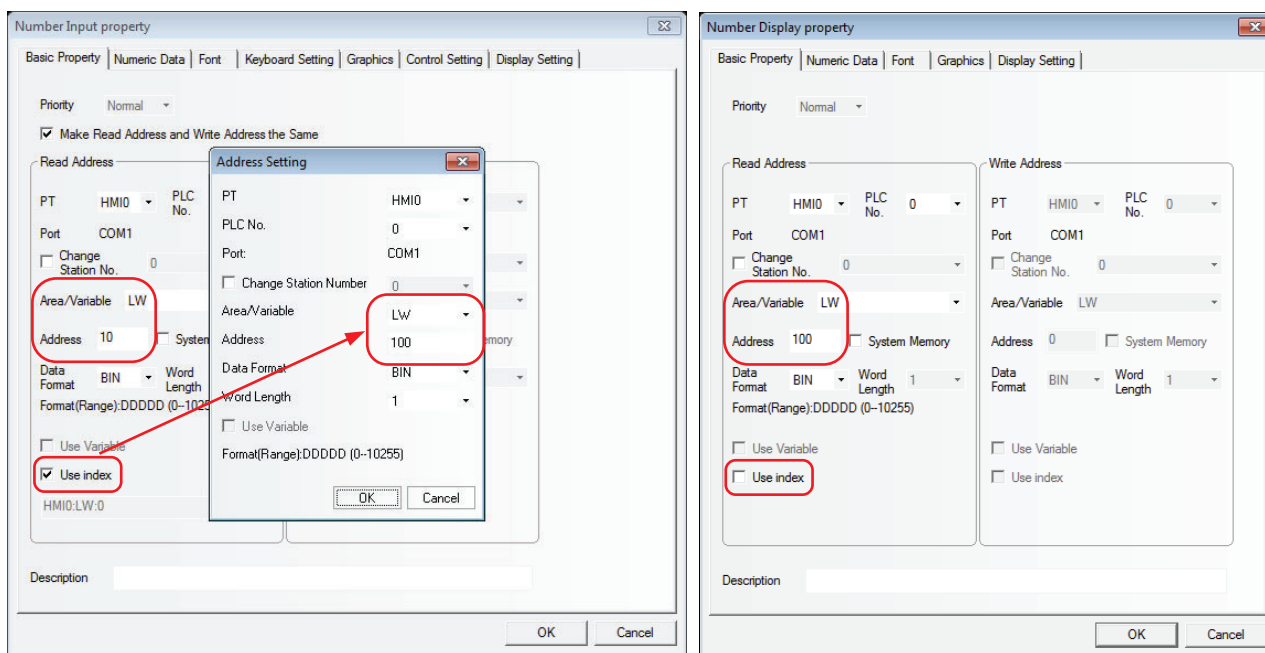 Number Input property
Basic Property Numeric Data Font Keyboard Setting Graphics Control Setting Display Setting
Priority Normal
Make Read Address and Write Address the Same
Read Address
PT HMI0 PLC No.
Port COM1
Change Station No. 0
Area/Variable LW
Address 10 System
Data Format BIN Word Length
Format(Range):DDDDD (0--1025
Use Variable
Use index
HMI0:LW:0
Description
OK Cancel
Address Setting
PT HMI0
PLC No. 0
Port: COM1
Change Station Number 0
Area/Variable LW
Address 100
Data Format BIN
Word Length 1
Use Variable
Format(Range):DDDDD (0--10255)
OK Cancel
emory
Number Display property
Basic Property Numeric Data Font Graphics Display Setting
Priority Normal
Read Address
PT HMI0 PLC No. 0
Port COM1
Change Station No. 0
Area/Variable LW
Address 100 System Memory
Data Format BIN Word Length 1
Format(Range):DDDDD (0--10255)
Use Variable
Use index
Write Address
PT HMI0 PLC No. 0
Port COM1
Change Station No. 0
Area/Variable LW
Address 0 System Memory
Data Format BIN Word Length 1
Use Variable
Use index
Description
OK Cancel